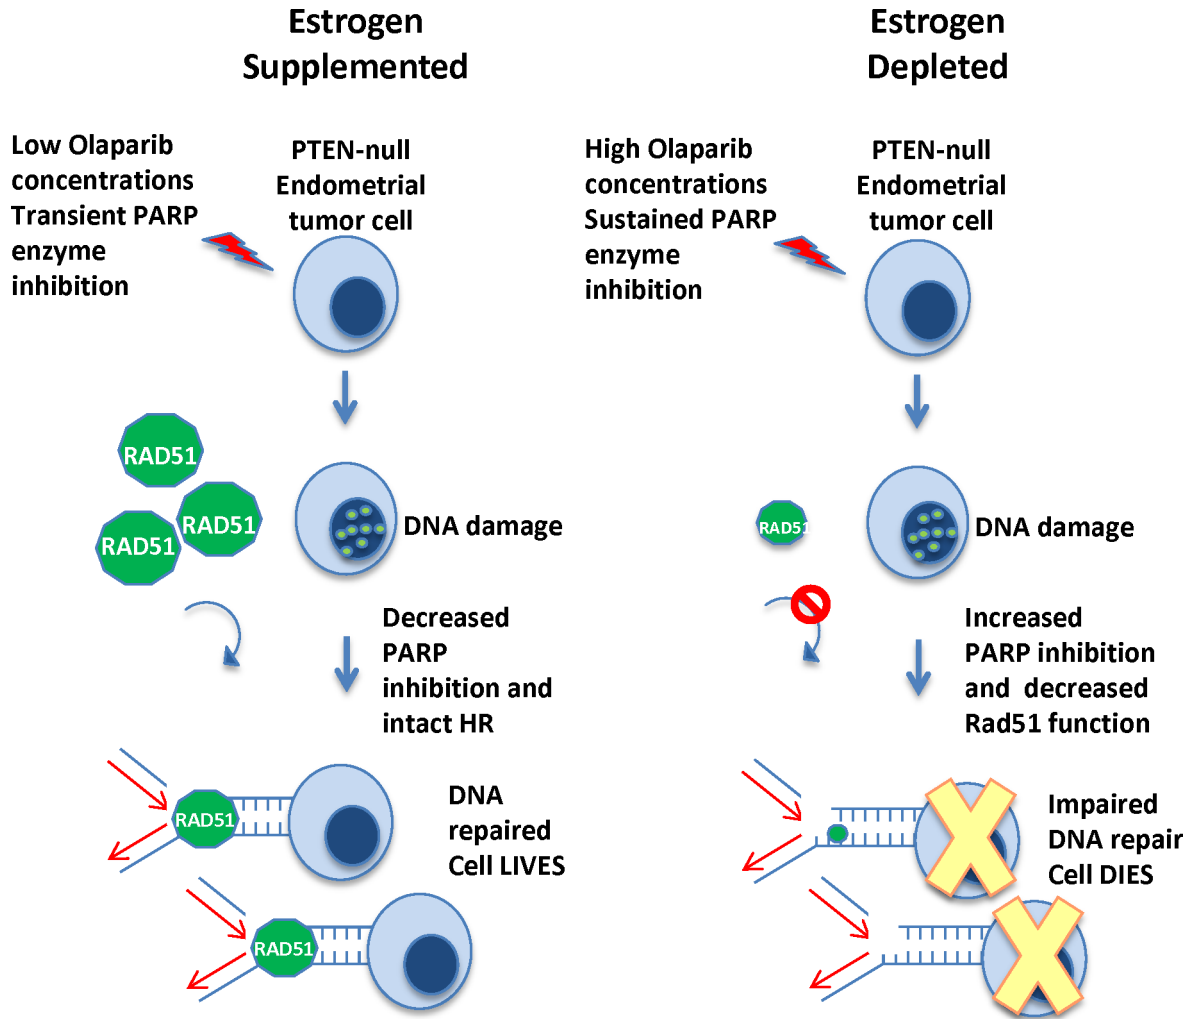 Estrogen
Supplemented
Low Olaparib
concentrations
Transient PARP
enzyme
inhibition
PTEN-null
Endometrial
tumor cell
RAD51
RAD51
RAD51
DNA damage
Decreased
PARP
inhibition and
intact HR
RAD51
DNA
repaired
Cell LIVES
RAD51
Estrogen
Depleted
High Olaparib
concentrations
Sustained PARP
enzyme
inhibition
PTEN-null
Endometrial
tumor cell
RAD51
DNA damage
Increased
PARP inhibition
and decreased
Rad51 function
Impaired
DNA repair
Cell DIES